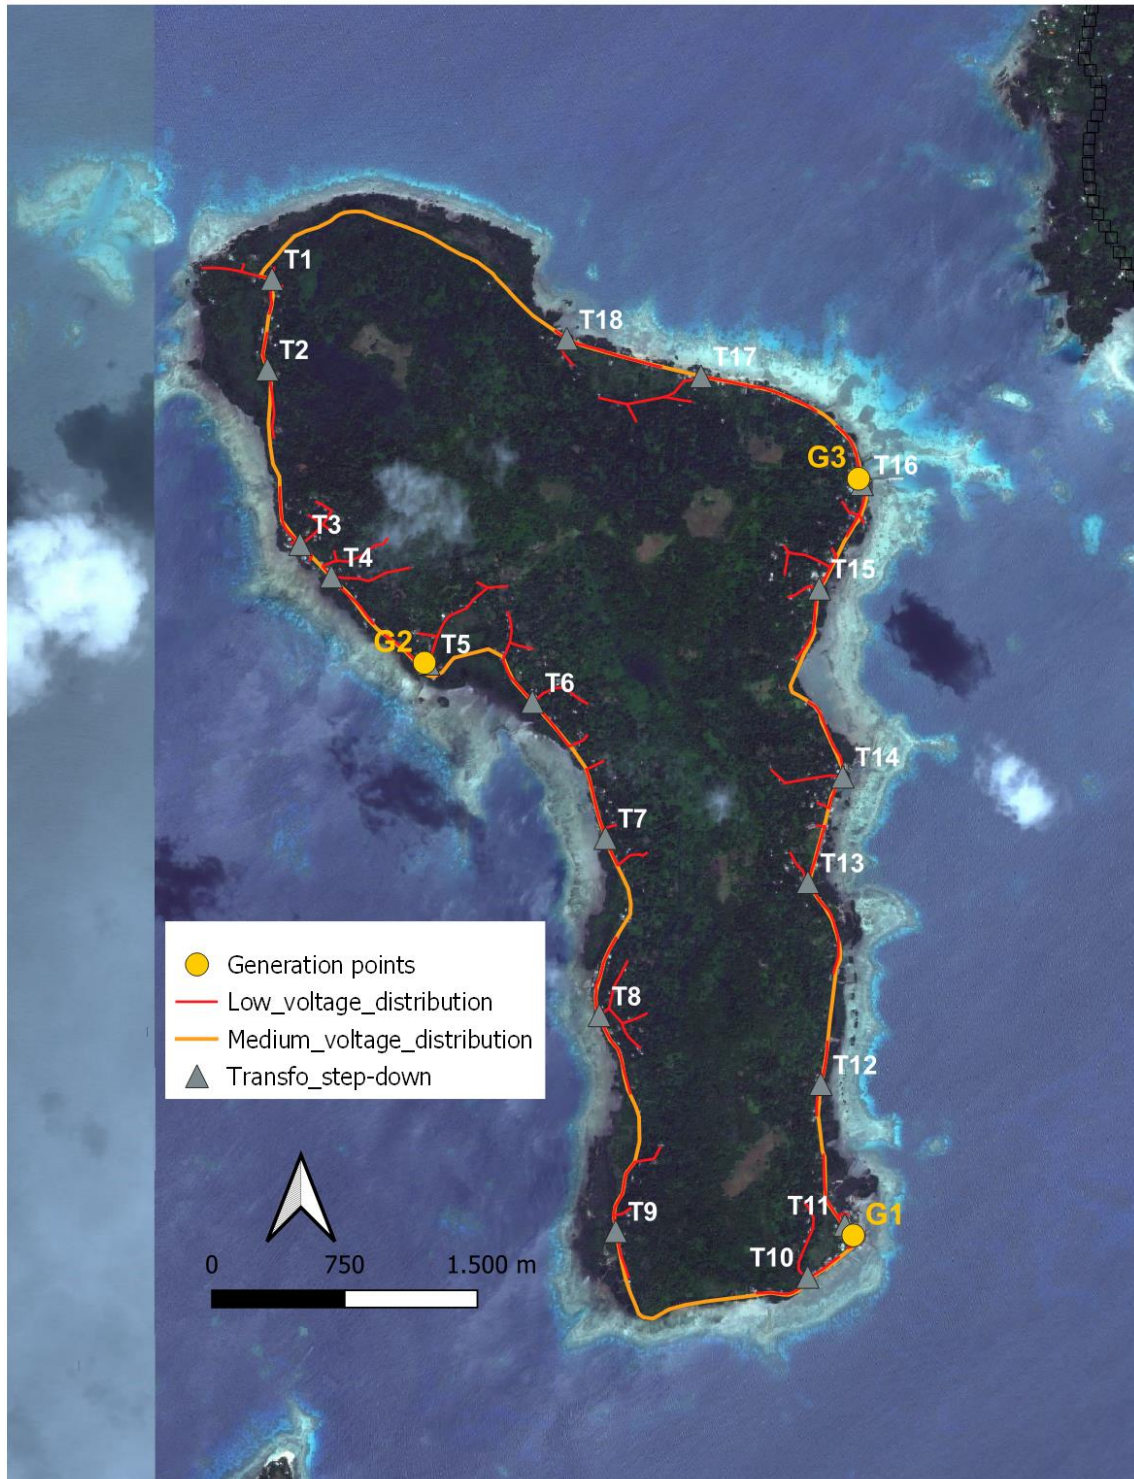 T1
T18
T2
T17
G3
T16
T3
T4
T15
G2
T5
T6
T14
T7
T13
Generation points
Low_voltage_distribution
Medium_voltage_distribution
Transfo_step-down
T8
T12
T9
T11
G1
T10
0 750 1.500 m